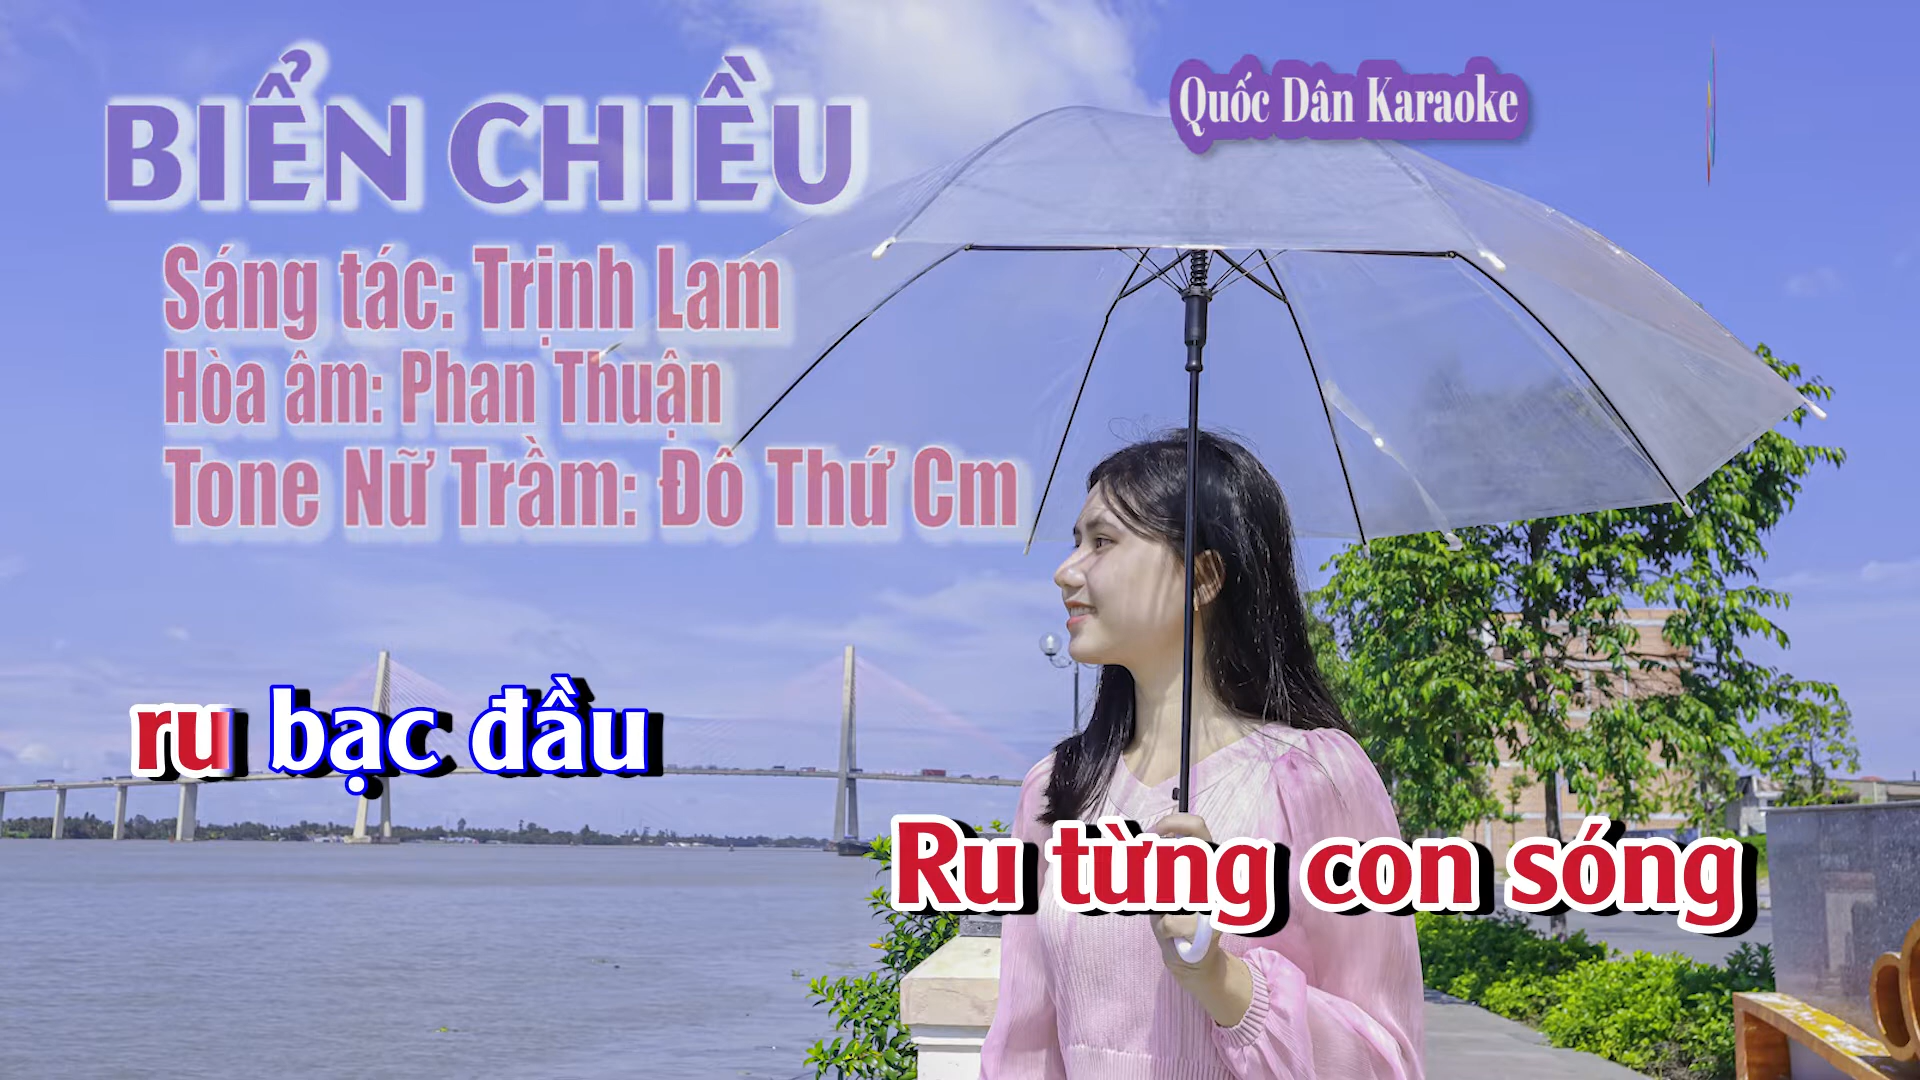 BIỂN CHIỀU
Quốc Dân Karaoke
Sáng tác: Trịnh Lam
Hòa âm: Phan Thuận
Tone Nữ Trầm: Đô Thứ Cm
ru bạc đầu
Ru từng con sóng